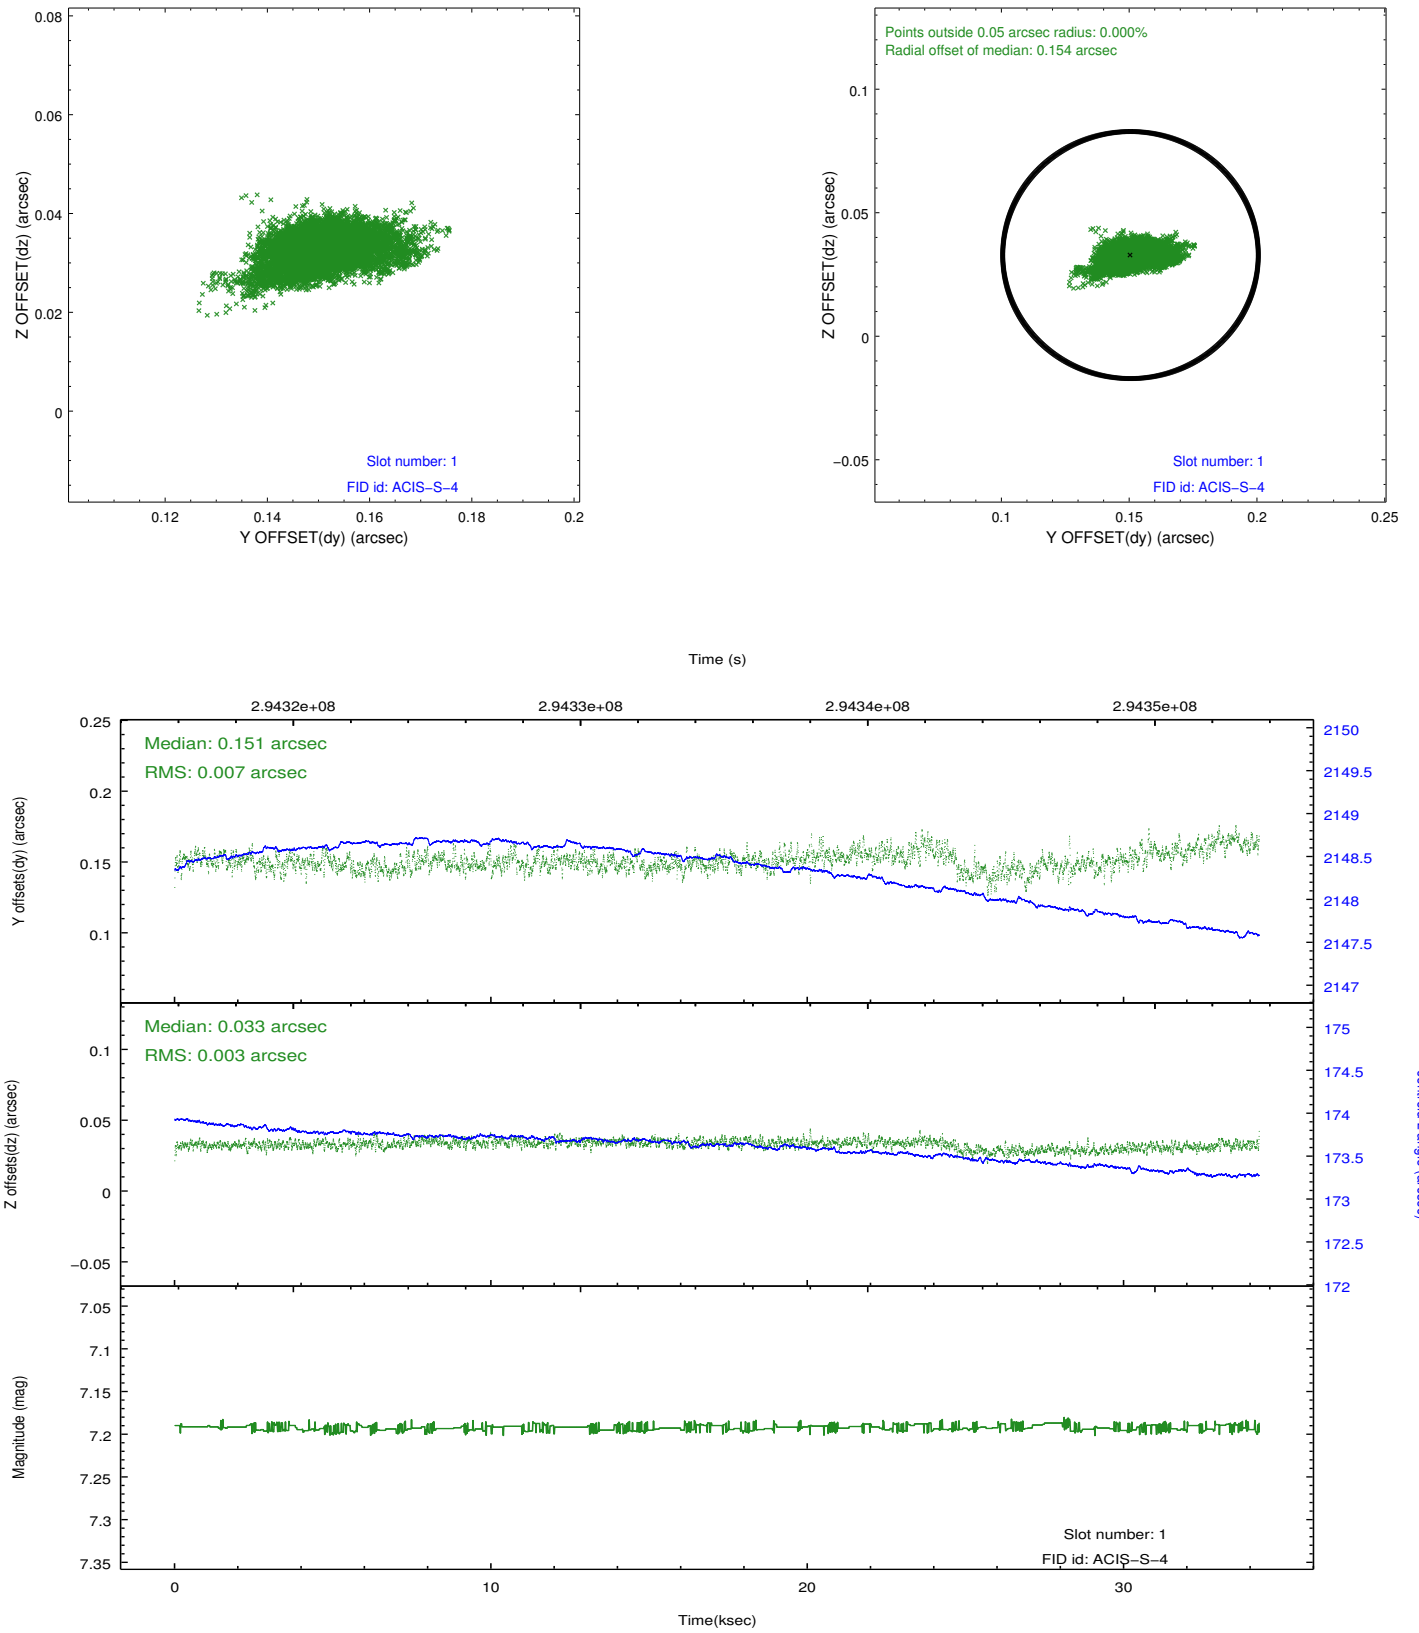 0.08
0.06
0.04
0.02
0
Z OFFSET(dz) (arcsec)
Slot number: 1
FID id: ACIS−S−4
0.12 0.14 0.16 0.18 0.2
Y OFFSET(dy) (arcsec)
Points outside 0.05 arcsec radius: 0.000%
Radial offset of median: 0.154 arcsec
0.1
0.05
0
−0.05
Z OFFSET(dz) (arcsec)
Slot number: 1
FID id: ACIS−S−4
0.1 0.15 0.2 0.25
Y OFFSET(dy) (arcsec)
Time (s)
2.9432e+08 2.9433e+08 2.9434e+08 2.9435e+08
Median: 0.151 arcsec
RMS: 0.007 arcsec
0.25
0.2
0.15
0.1
Y offsets(dy) (arcsec)
2150
2149.5
2149
2148.5
2148
2147.5
2147
Median: 0.033 arcsec
RMS: 0.003 arcsec
0.1
0.05
0
−0.05
Z offsets(dz) (arcsec)
175
174.5
174
173.5
173
172.5
172
7.05
7.1
7.15
7.2
7.25
7.3
7.35
Magnitude (mag)
Slot number: 1
FID id: ACIS−S−4
0 10 20 30
Time(ksec)